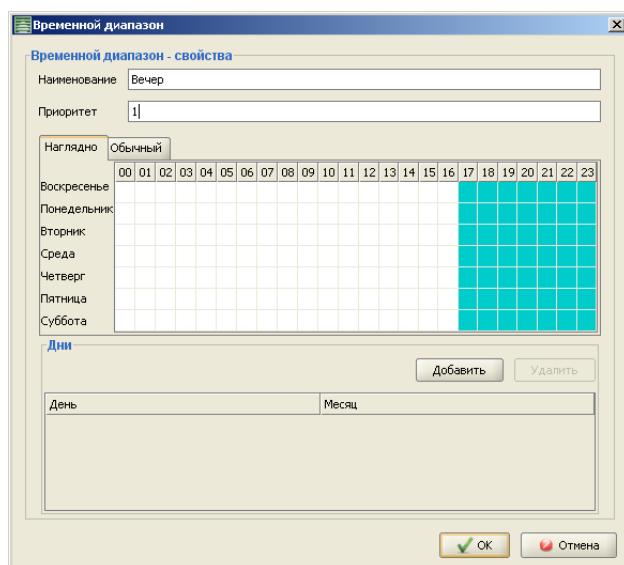 Временной диапазон
Временной диапазон - свойства
Наименование Вечер
Приоритет 1
Наглядно Обычный
00 01 02 03 04 05 06 07 08 09 10 11 12 13 14 15 16 17 18 19 20 21 22 23
Воскресенье
Понедельник
Вторник
Среда
Четверг
Пятница
Суббота
Дни
Добавить Удалить
День Месяц
OK Отмена